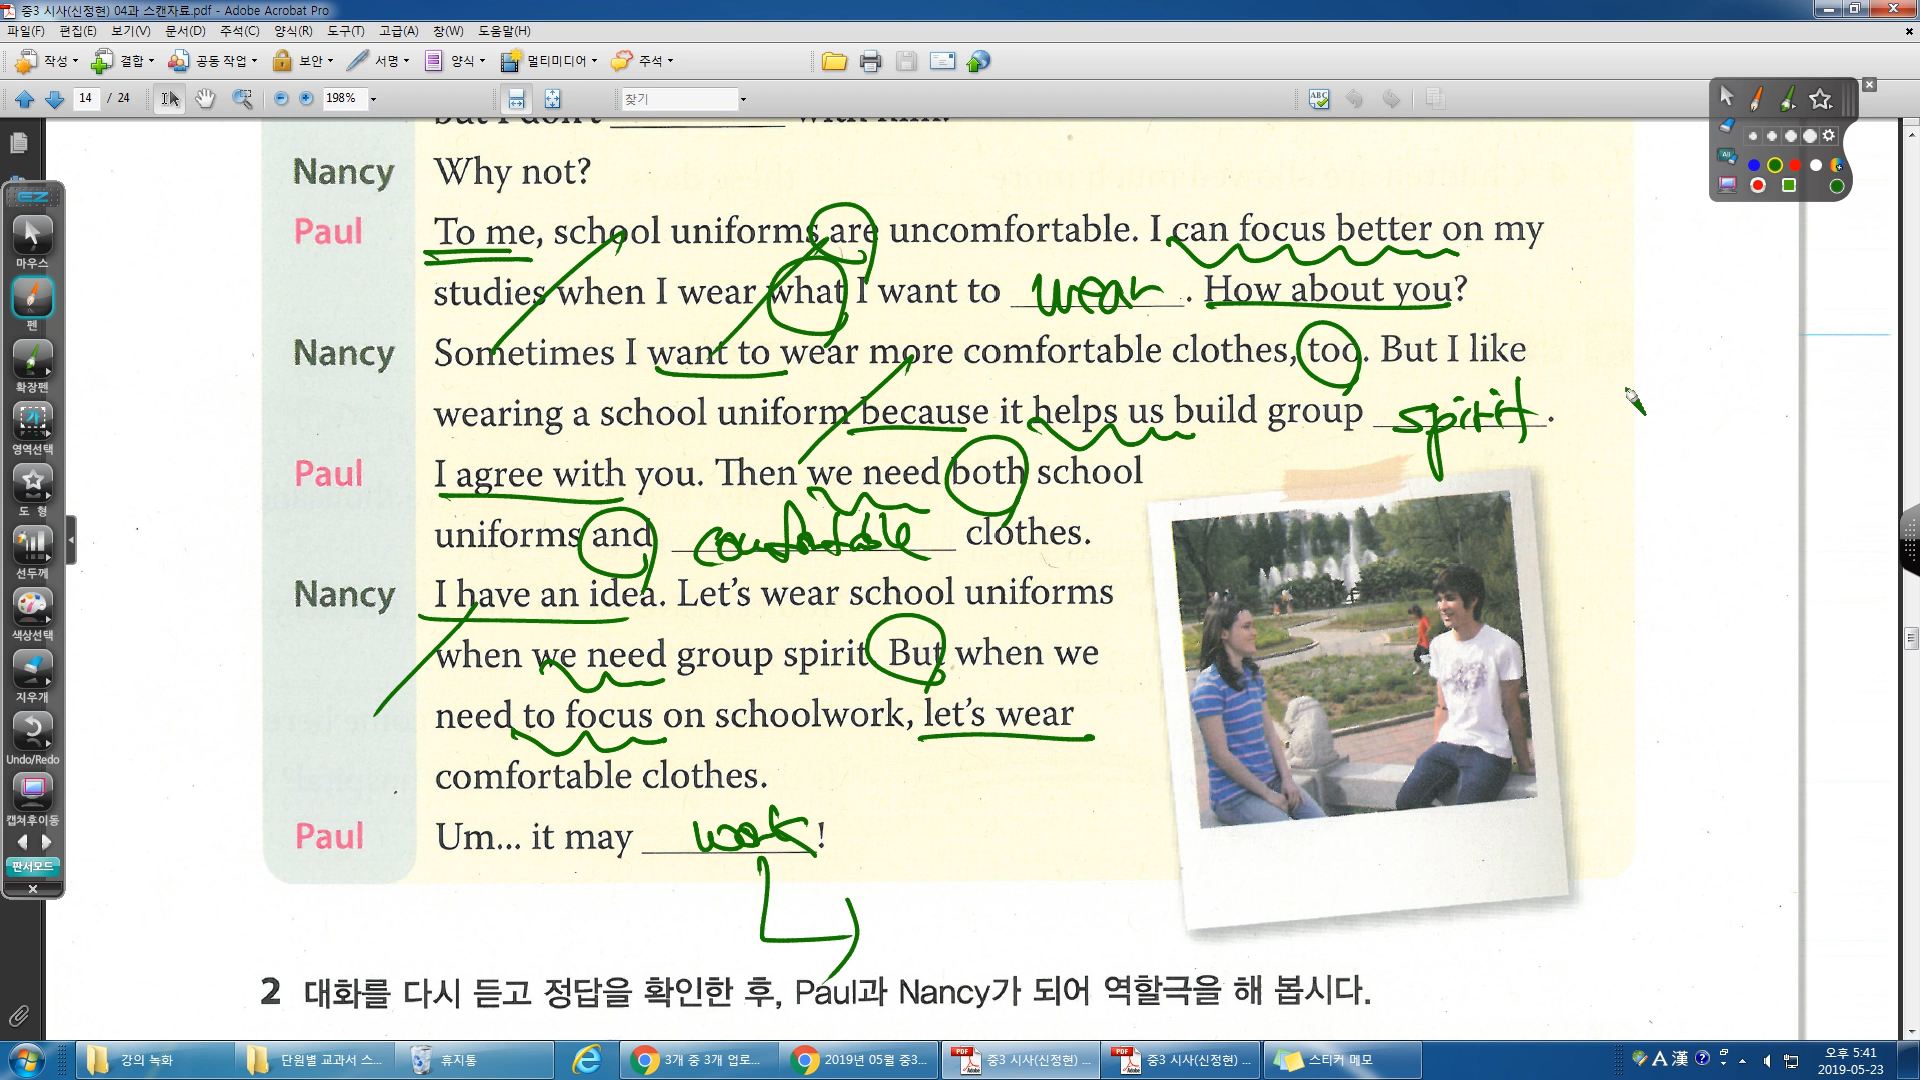 중3 시사(신정현) 04과 스캔자료.pdf - Adobe Acrobat Pro
파일(F) 편집(E) 보기(V) 문서(D) 주석(C) 양식(R) 도구(T) 고급(A) 창(W) 도움말(H)
작성 결합 공동 작업 보안 서명 양식 멀티미디어 주석
14 / 24 198% 찾기
Nancy Why not?
Paul To me, school uniforms are uncomfortable. I can focus better on my
studies when I wear what I want to wear. How about you?
Nancy Sometimes I want to wear more comfortable clothes, too. But I like
wearing a school uniform because it helps us build group spirit.
Paul I agree with you. Then we need both school
uniforms and comfortable clothes.
Nancy I have an idea. Let's wear school uniforms
when we need group spirit. But when we
need to focus on schoolwork, let's wear
comfortable clothes.
Paul Um... it may work!
2 대화를 다시 듣고 정답을 확인한 후, Paul과 Nancy가 되어 역할극을 해 봅시다.
EZ
마우스
펜
확장펜
영역선택
도 형
선두께
색상선택
지우개
Undo/Redo
캡쳐후이동
판서모드
강의 녹화 단원별 교과서 스... 휴지통 3개 중 3개 업로... 2019년 05월 중3... 중3 시사(신정현) ... 중3 시사(신정현) ... 스티커 메모
A 漢
오후 5:41
2019-05-23